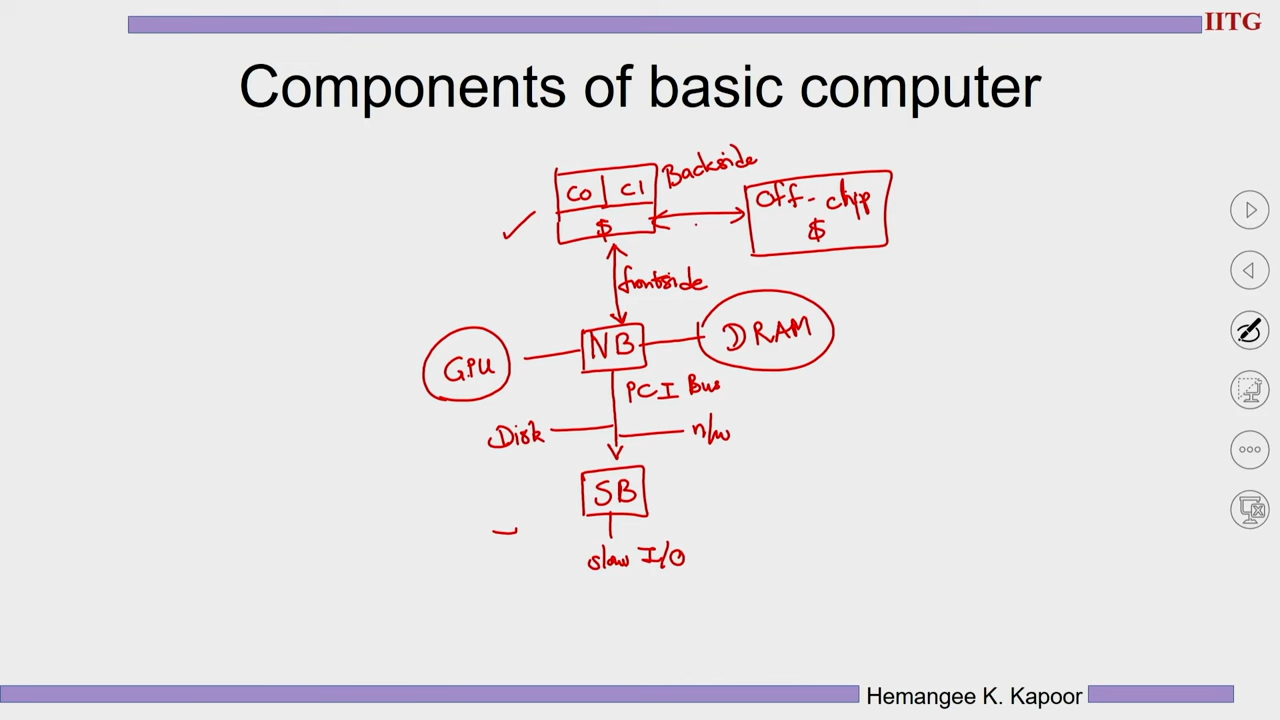 IITG
Components of basic computer
C0 C1
$
Backside
Off-chip
$
frontside
GPU
NB
DRAM
PCI Bus
Disk
n/w
SB
slow I/O
Hemangee K. Kapoor